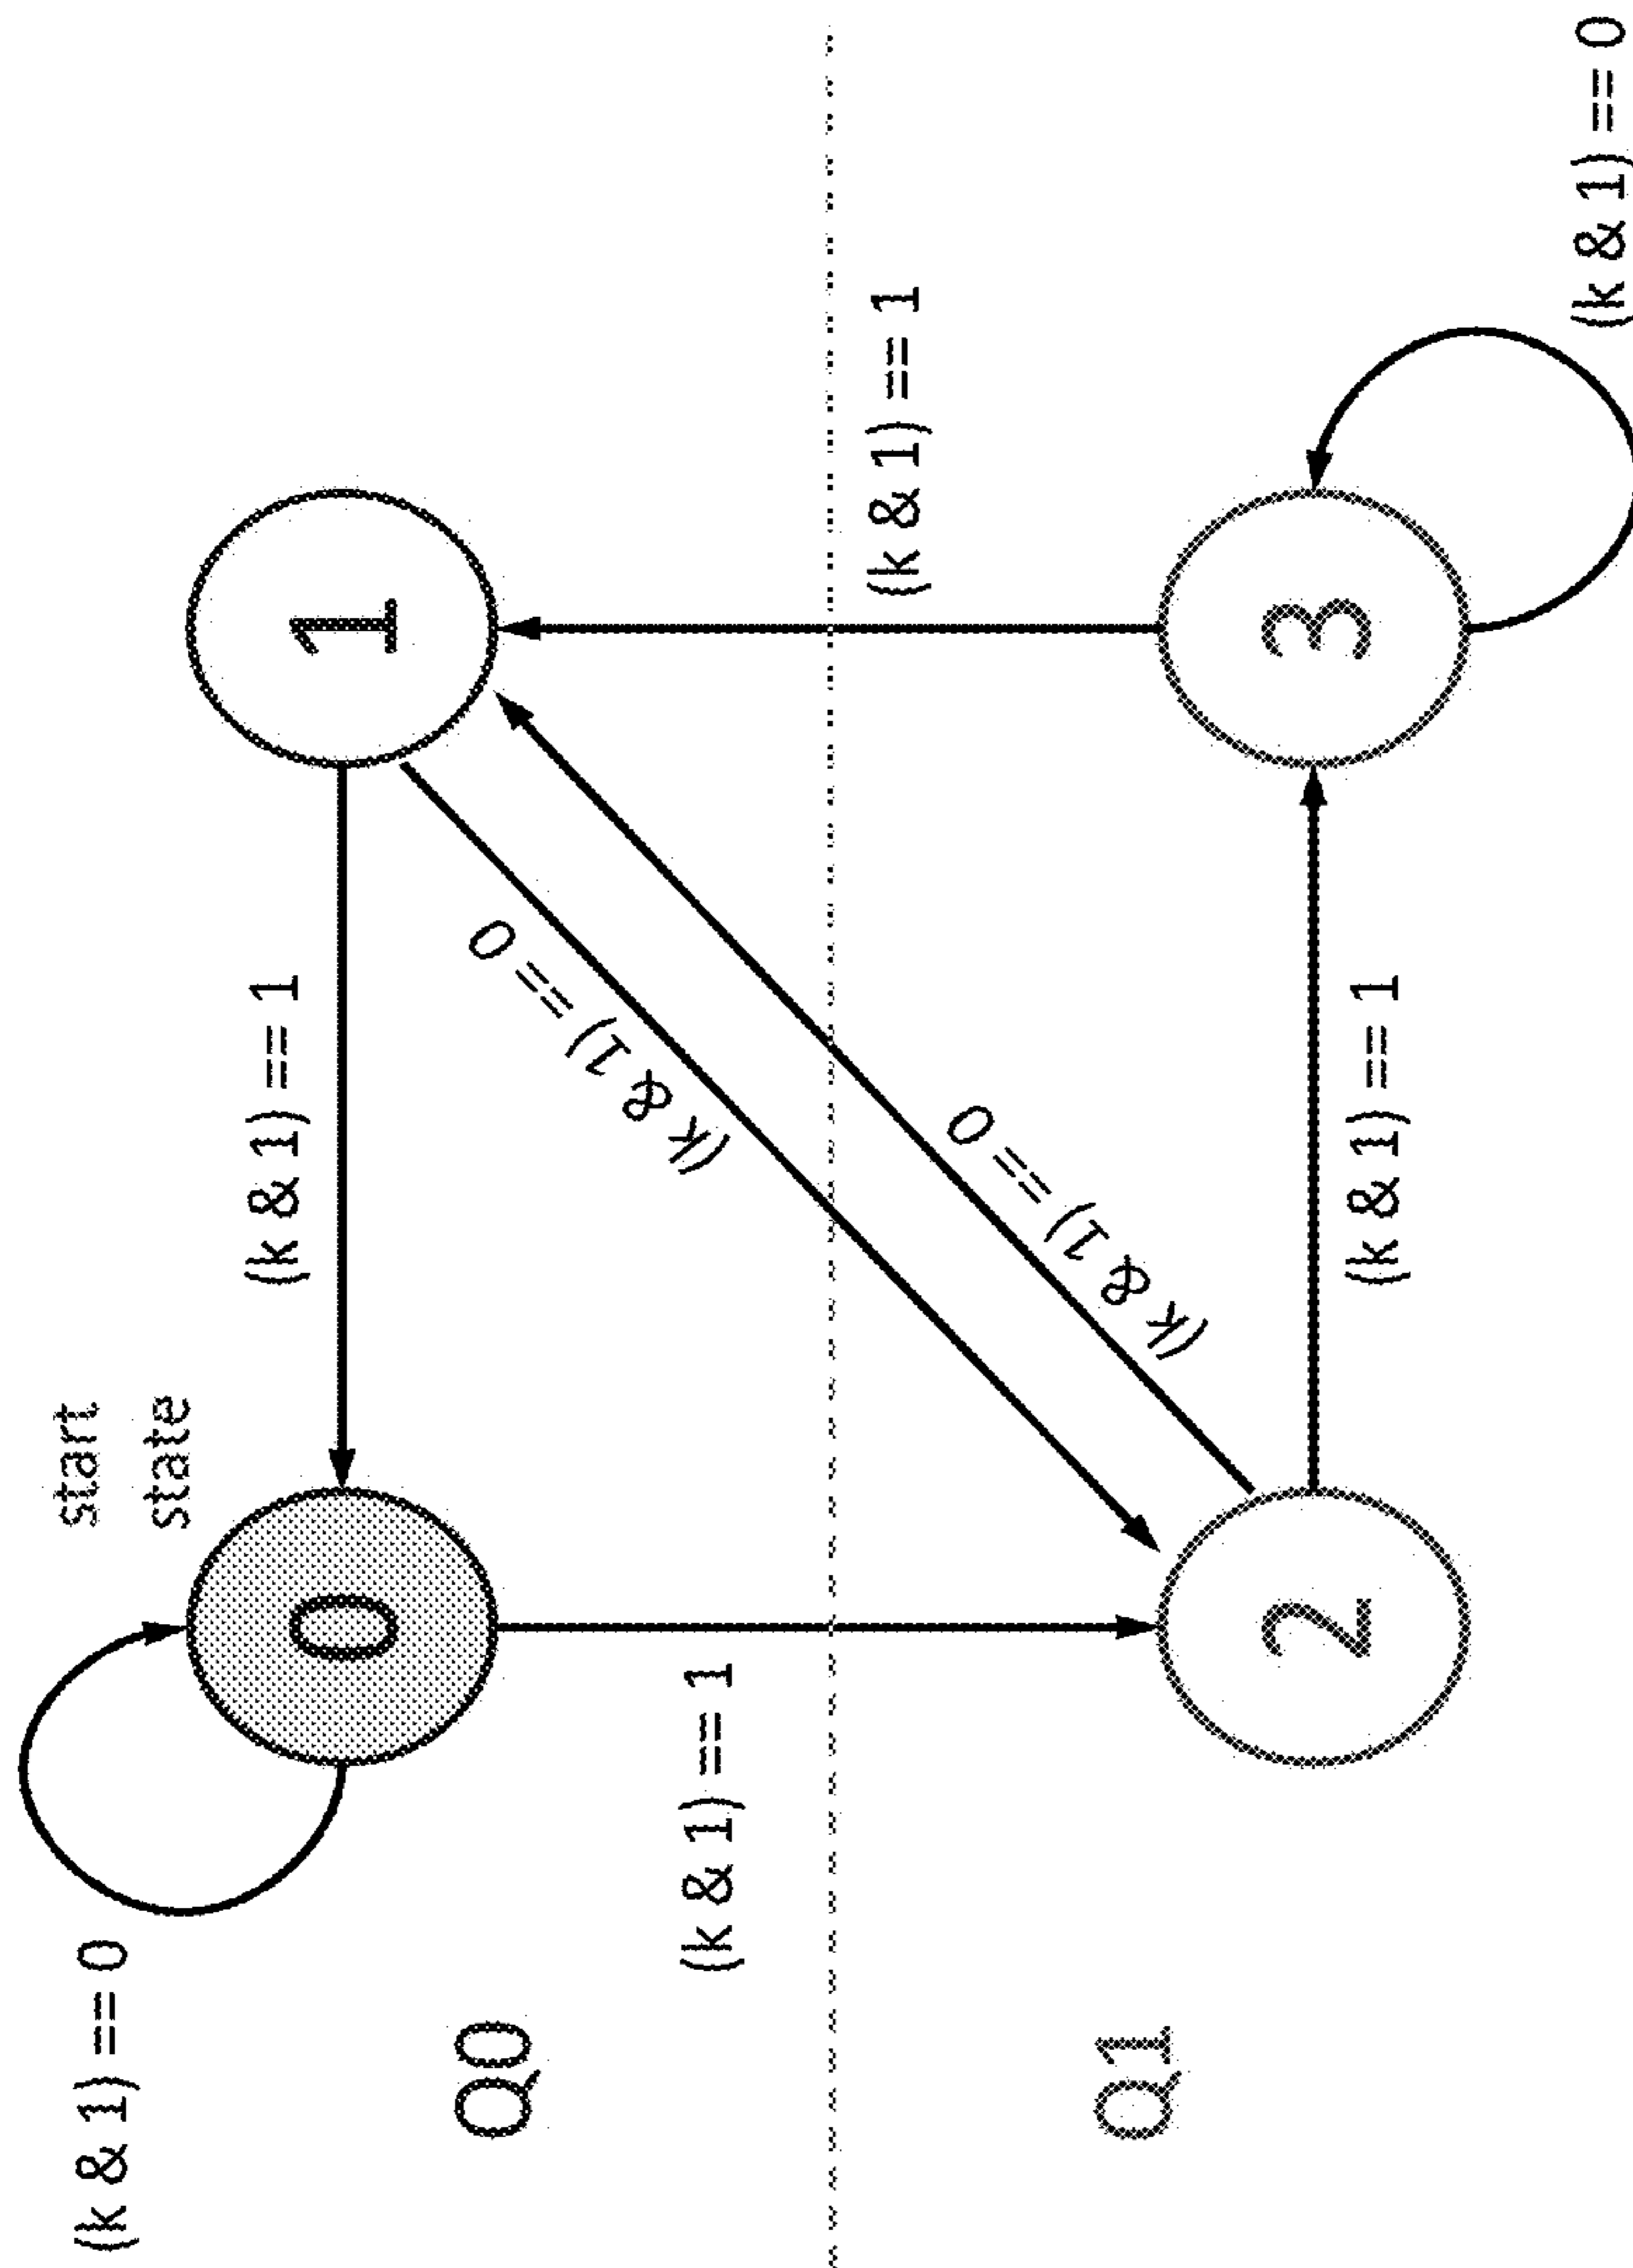 start
state
(k & 1) == 0
(k & 1) == 1
0
1
Q0
(k & 1) == 0
(k & 1) == 1
(k & 1) == 1
(k & 1) == 0
Q1
2
3
(k & 1) == 1
(k & 1) == 0